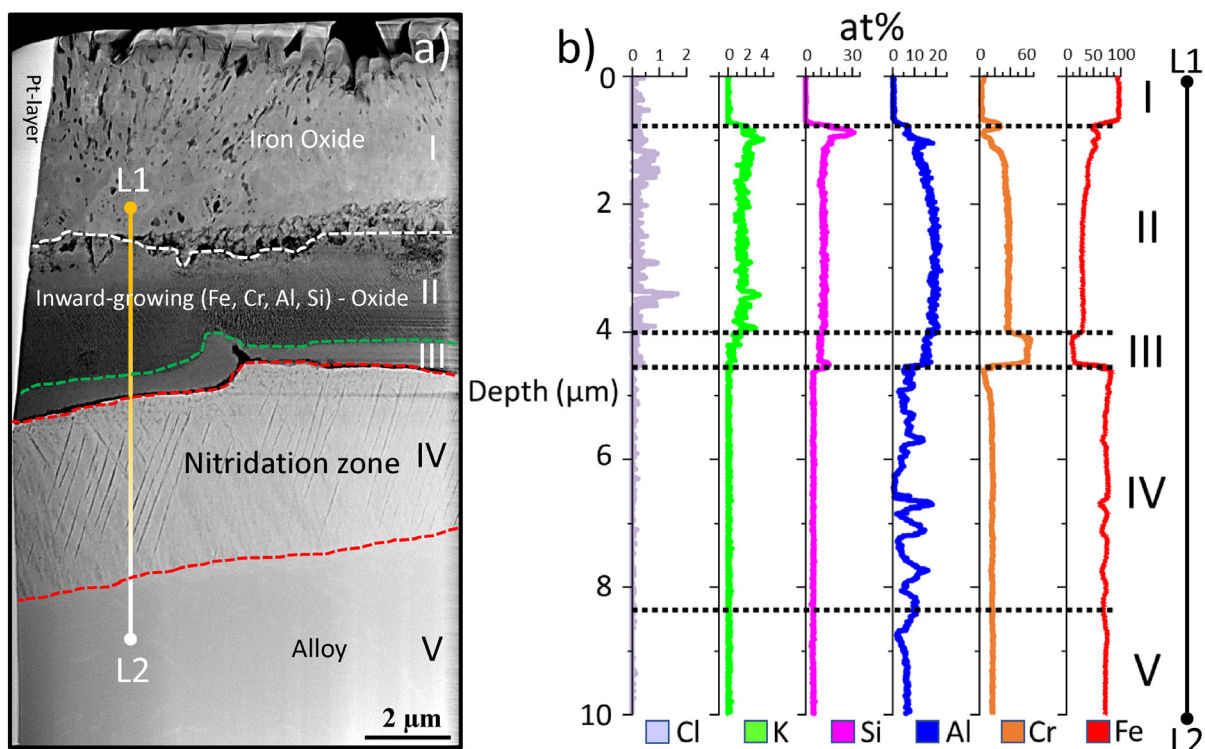 a)
Pt-layer
Iron Oxide
I
L1
Inward-growing (Fe, Cr, Al, Si) - Oxide
II
III
Nitridation zone
IV
L2
Alloy
V
2 μm
b)
at%
0 1 2
0 2 4
0 30
0 10 20
0 60
0 50 100
L1
0
2
4
6
8
10
Depth (μm)
I
II
III
IV
V
L2
Cl
K
Si
Al
Cr
Fe